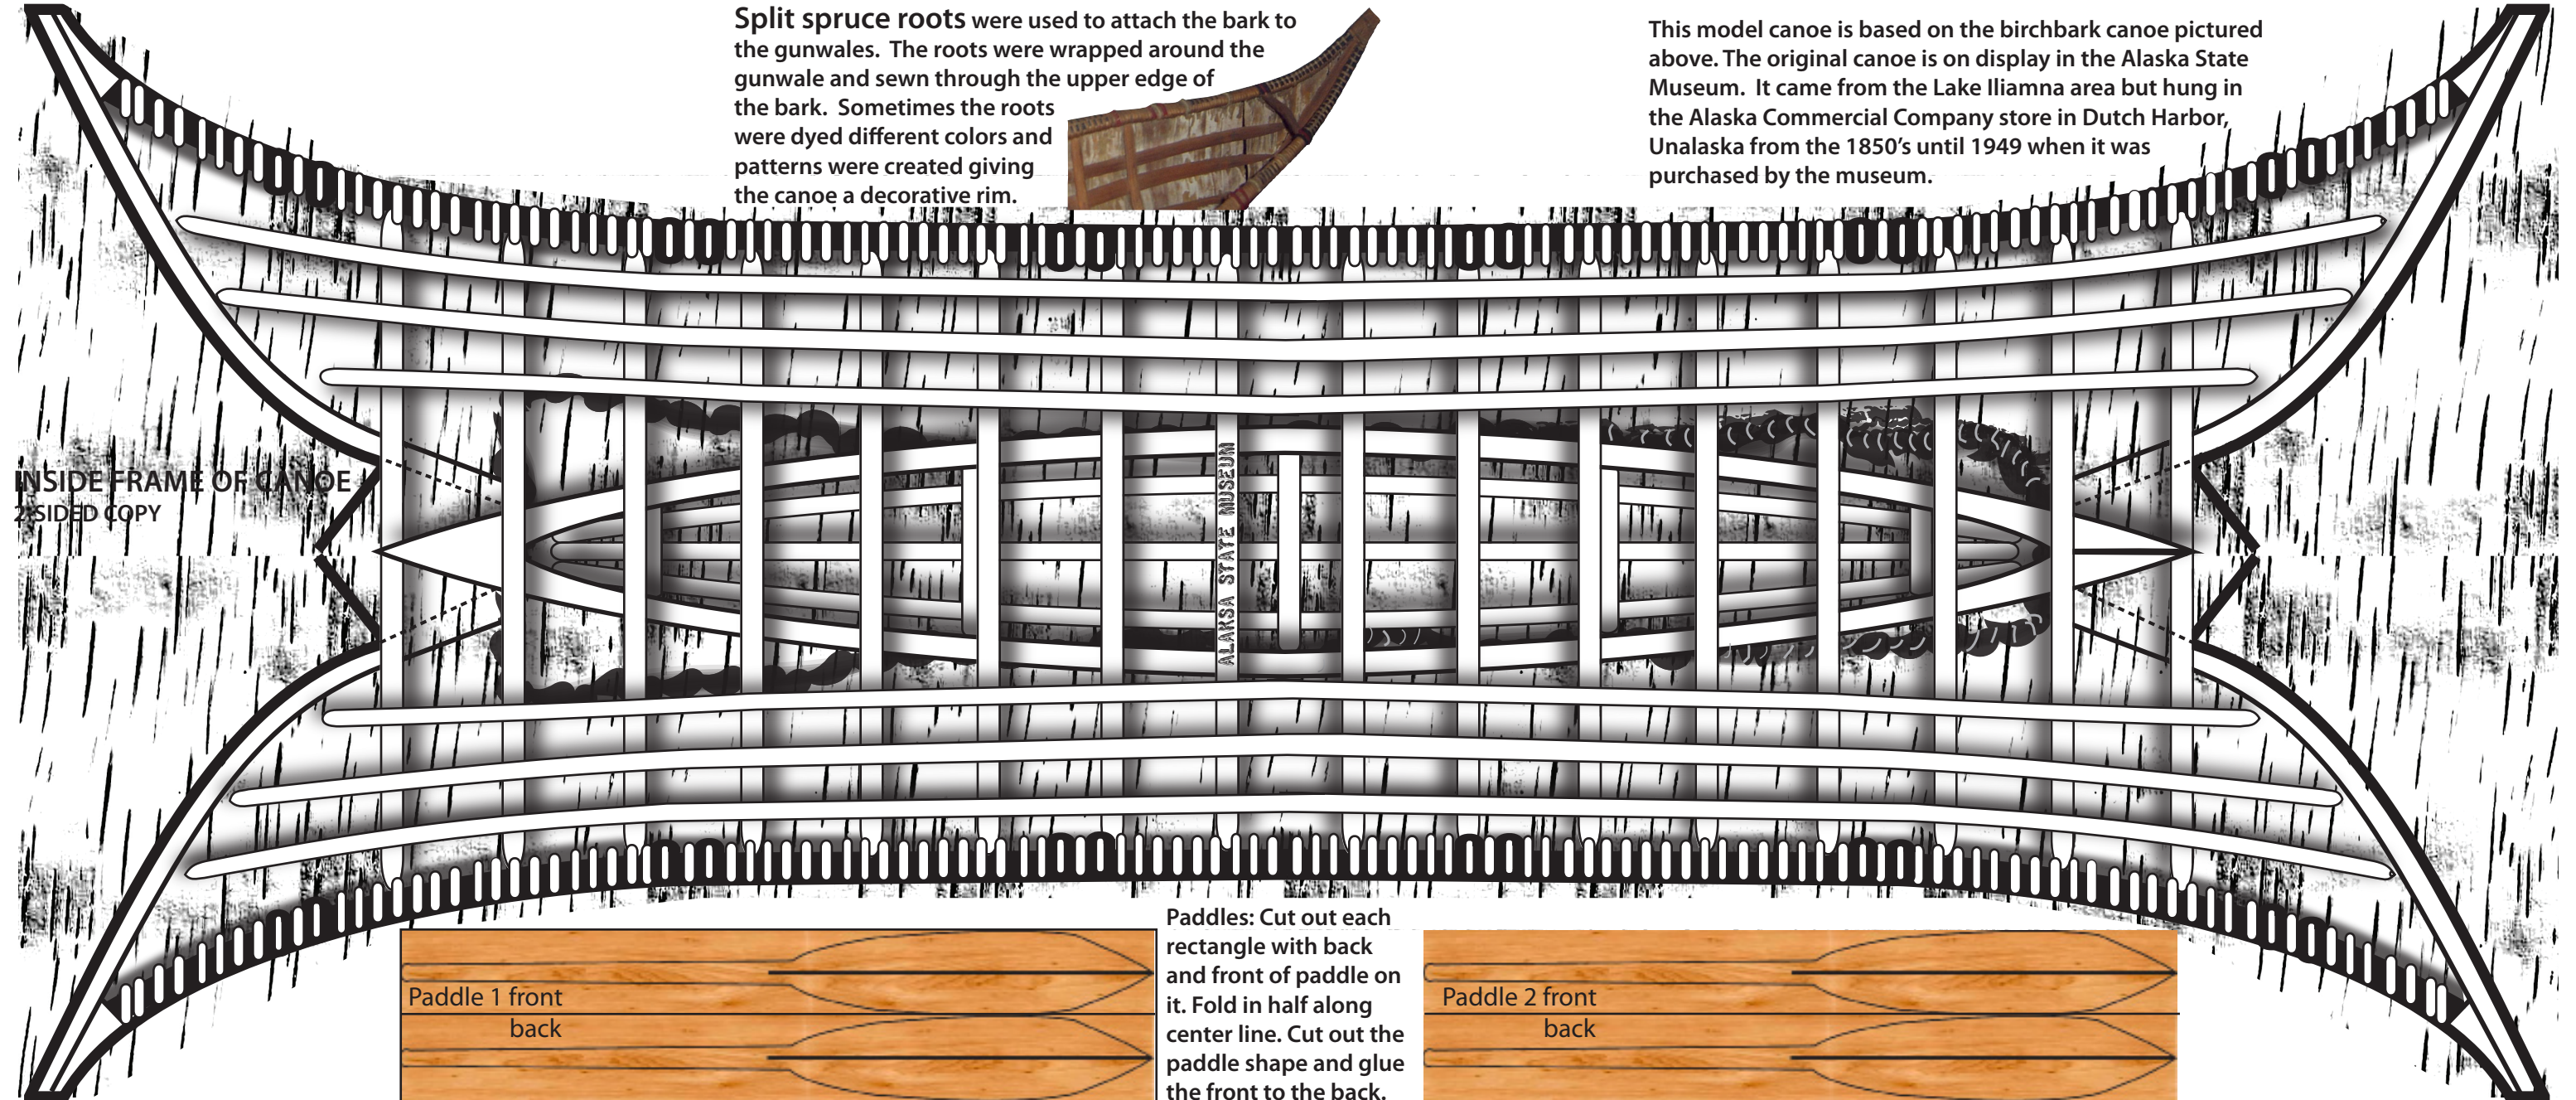 Split spruce roots were used to attach the bark to
the gunwales.  The roots were wrapped around the
gunwale and sewn through the upper edge of
the bark.  Sometimes the roots
were dyed different colors and
patterns were created giving
the canoe a decorative rim.
This model canoe is based on the birchbark canoe pictured
above. The original canoe is on display in the Alaska State
Museum.  It came from the Lake Iliamna area but hung in
the Alaska Commercial Company store in Dutch Harbor,
Unalaska from the 1850's until 1949 when it was
purchased by the museum.
INSIDE FRAME OF CANOE
2-SIDED COPY
ALAKSA STATE MUSEUM
Paddle 1 front
back
Paddles: Cut out each
rectangle with back
and front of paddle on
it. Fold in half along
center line. Cut out the
paddle shape and glue
the front to the back.
Paddle 2 front
back